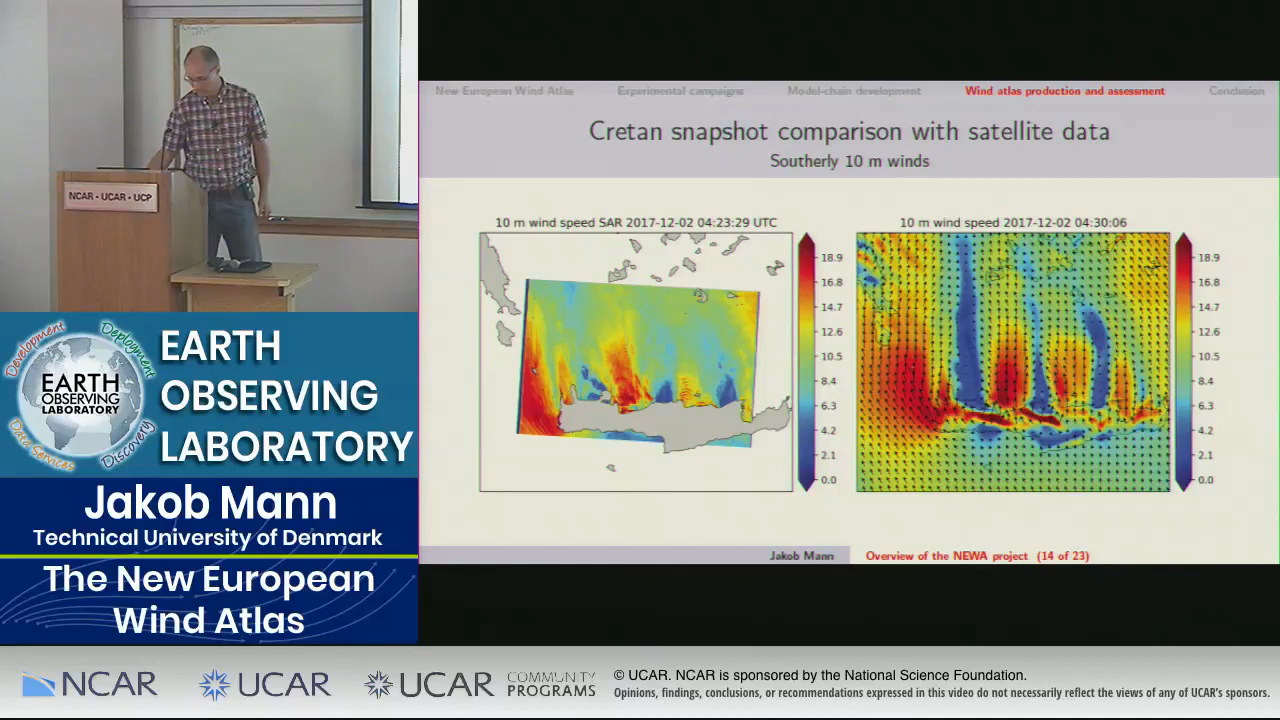 NCAR - UCAR - UCP
Development
Deployment
EARTH
OBSERVING
LABORATORY
Data Services
Discovery
EARTH
OBSERVING
LABORATORY
Jakob Mann
Technical University of Denmark
The New European
Wind Atlas
New European Wind Atlas Experimental campaigns Model-chain development Wind atlas production and assessment Conclusion
Cretan snapshot comparison with satellite data
Southerly 10 m winds
10 m wind speed SAR 2017-12-02 04:23:29 UTC
18.9
16.8
14.7
12.6
10.5
8.4
6.3
4.2
2.1
0.0
10 m wind speed 2017-12-02 04:30:06
18.9
16.8
14.7
12.6
10.5
8.4
6.3
4.2
2.1
0.0
Jakob Mann Overview of the NEWA project (14 of 23)
NCAR
UCAR
UCAR
COMMUNITY
PROGRAMS
© UCAR. NCAR is sponsored by the National Science Foundation.
Opinions, findings, conclusions, or recommendations expressed in this video do not necessarily reflect the views of any of UCAR's sponsors.